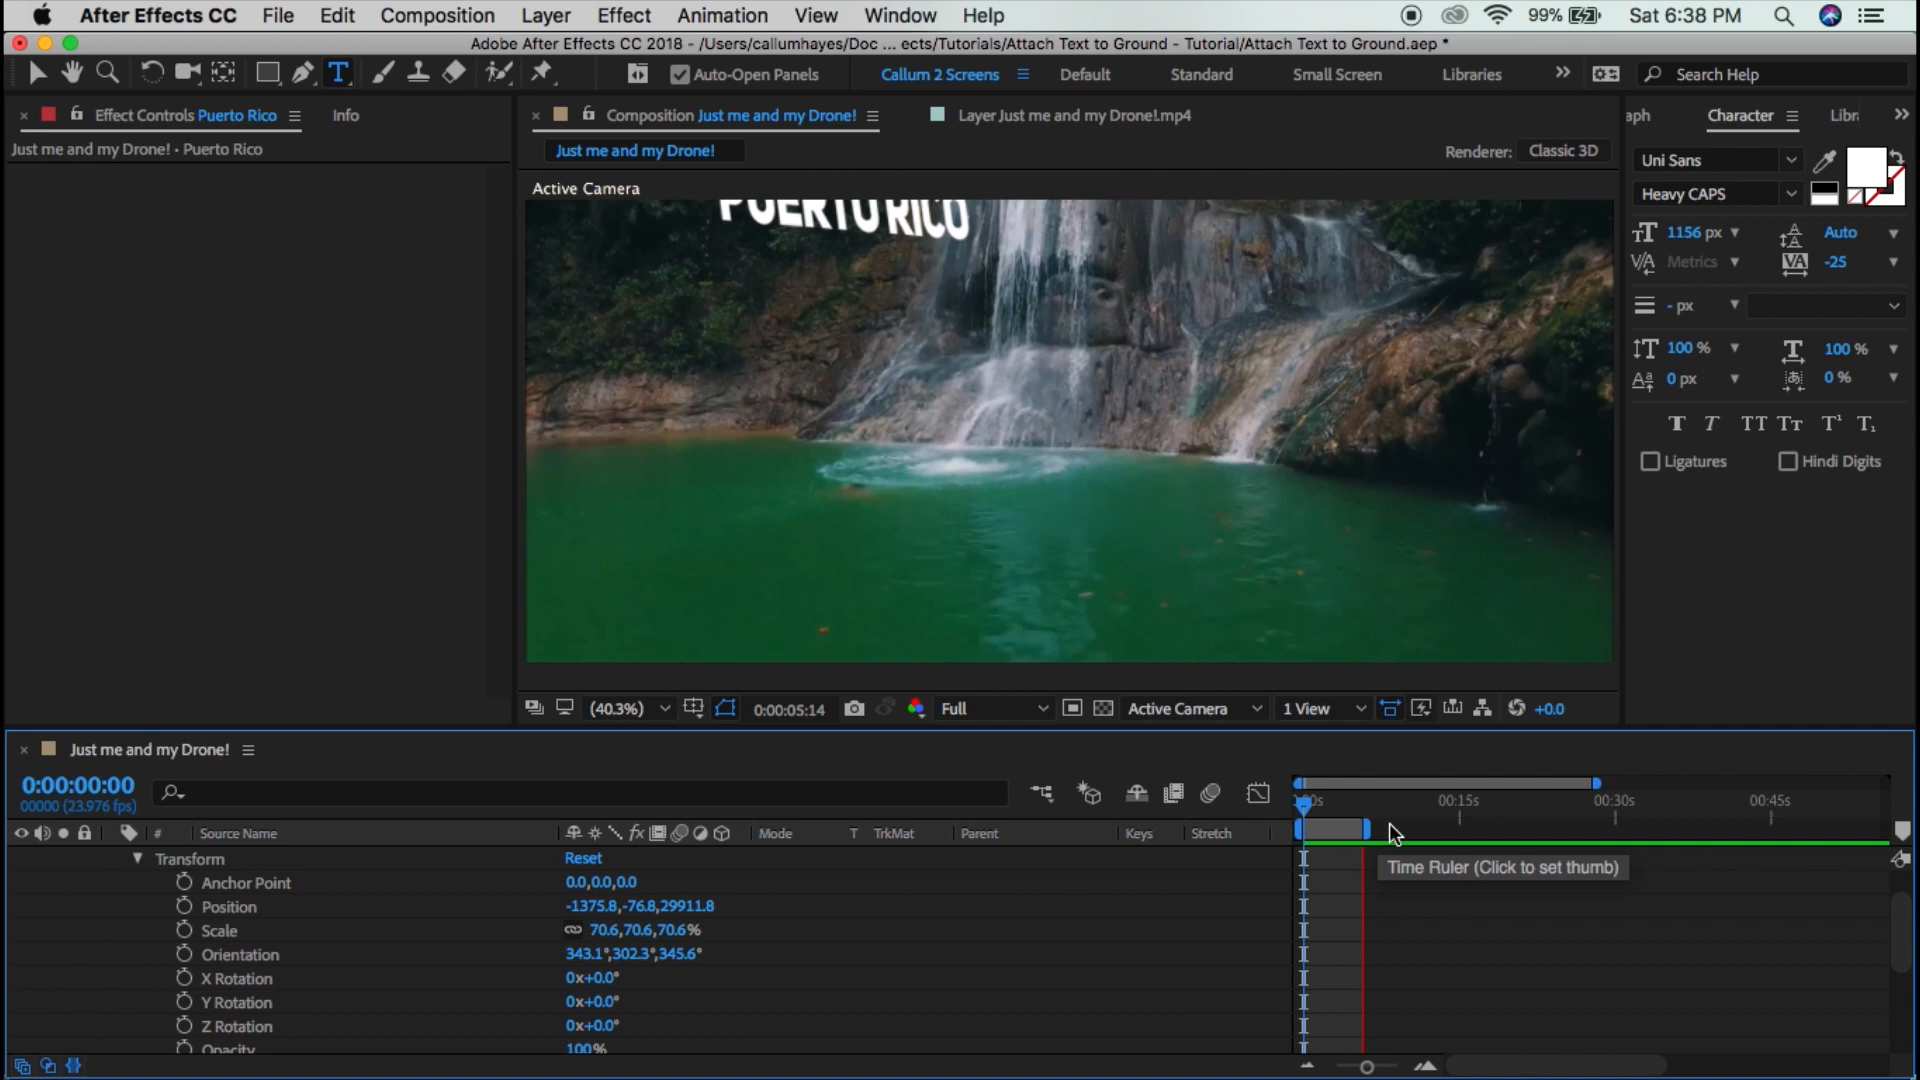 After Effects CC File Edit Composition Layer Effect Animation View Window Help 99% Sat 6:38 PM
Adobe After Effects CC 2018 - /Users/callumhayes/Doc ... ects/Tutorials/Attach Text to Ground - Tutorial/Attach Text to Ground.aep *
Auto-Open Panels Callum 2 Screens Default Standard Small Screen Libraries Search Help
Effect Controls Puerto Rico Info
Just me and my Drone! • Puerto Rico
Composition Just me and my Drone! Layer Just me and my Drone!.mp4
Just me and my Drone! Renderer: Classic 3D
Active Camera
PUERTO RICO
aph Character Libr
Uni Sans
Heavy CAPS
1156 px Auto
Metrics -25
- px
100 % 100 %
0 px 0 %
Ligatures Hindi Digits
(40.3%) 0:00:05:14 Full Active Camera 1 View +0.0
Just me and my Drone!
0:00:00:00
00000 (23.976 fps)
00:15s 00:30s 00:45s
# Source Name Mode T TrkMat Parent Keys Stretch
Time Ruler (Click to set thumb)
Transform Reset
Anchor Point 0.0,0.0,0.0
Position -1375.8,-76.8,29911.8
Scale 70.6,70.6,70.6%
Orientation 343.1°,302.3°,345.6°
X Rotation 0x+0.0°
Y Rotation 0x+0.0°
Z Rotation 0x+0.0°
Opacity 100%